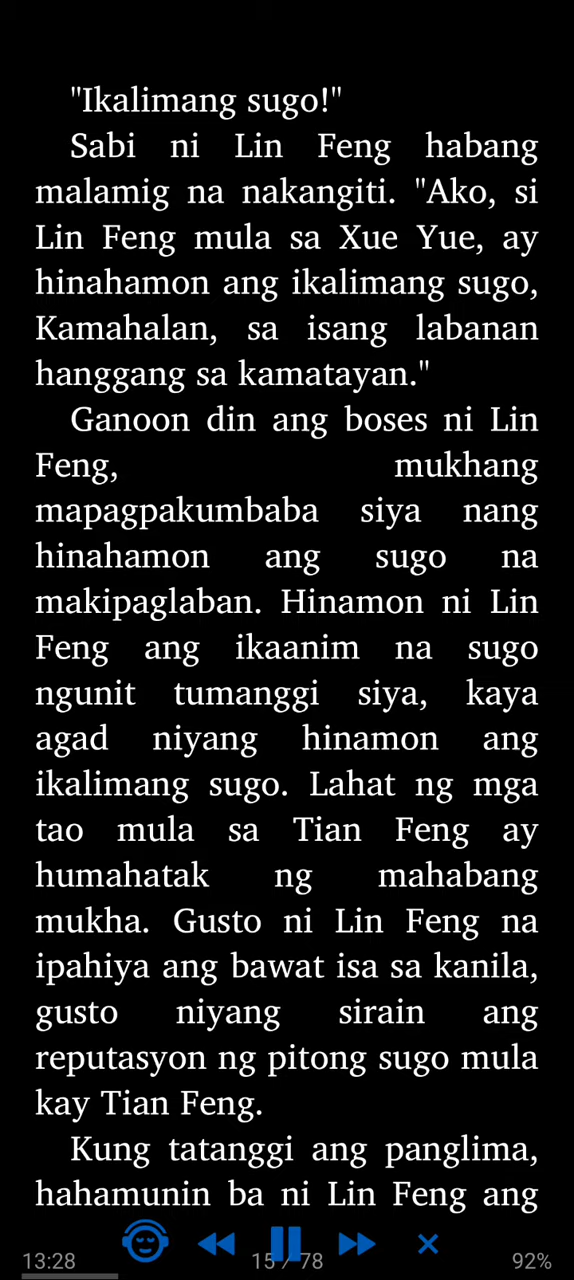 "Ikalimang sugo!"
Sabi ni Lin Feng habang
malamig na nakangiti. "Ako, si
Lin Feng mula sa Xue Yue, ay
hinahamon ang ikalimang sugo,
Kamahalan, sa isang labanan
hanggang sa kamatayan."
Ganoon din ang boses ni Lin
Feng, mukhang
mapagpakumbaba siya nang
hinahamon ang sugo na
makipaglaban. Hinamon ni Lin
Feng ang ikaanim na sugo
ngunit tumanggi siya, kaya
agad niyang hinamon ang
ikalimang sugo. Lahat ng mga
tao mula sa Tian Feng ay
humahatak ng mahabang
mukha. Gusto ni Lin Feng na
ipahiya ang bawat isa sa kanila,
gusto niyang sirain ang
reputasyon ng pitong sugo mula
kay Tian Feng.
Kung tatanggi ang panglima,
hahamunin ba ni Lin Feng ang
13:28 15 / 78 92%